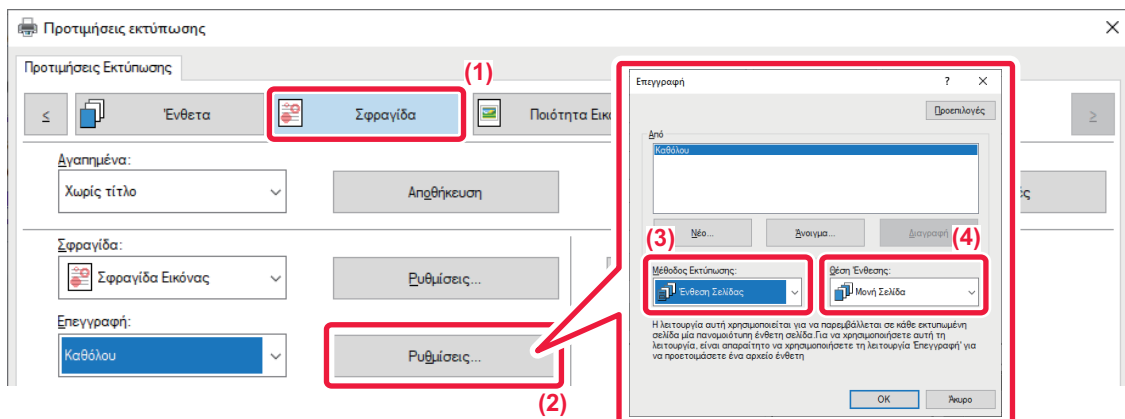 Προτιμήσεις εκτύπωσης
Προτιμήσεις Εκτύπωσης
(1)
≤
Ένθετα
Σφραγίδα
Ποιότητα Εικ
≥
Αγαπημένα:
Χωρίς τίτλο
Αποθήκευση
ές
Σφραγίδα:
Σφραγίδα Εικόνας
Ρυθμίσεις...
Επεγγραφή:
Καθόλου
Ρυθμίσεις...
(2)
Επεγγραφή
?
Προεπιλογές
Από
Καθόλου
Νέο...
Άνοιγμα...
Διαγραφή
(3)
(4)
Μέθοδος Εκτύπωσης:
Θέση Ένθεσης:
Ένθεση Σελίδας
Μονή Σελίδα
Η λειτουργία αυτή χρησιμοποιείται για να παρεμβάλλεται σε κάθε εκτυπωμένη
σελίδα μία πανομοιότυπη ένθετη σελίδα.Για να χρησιμοποιήσετε αυτή τη
λειτουργία, είναι απαραίτητο να χρησιμοποιήσετε τη λειτουργία 'Επεγγραφή' για
να προετοιμάσετε ένα αρχείο ένθετη
OK
Άκυρο